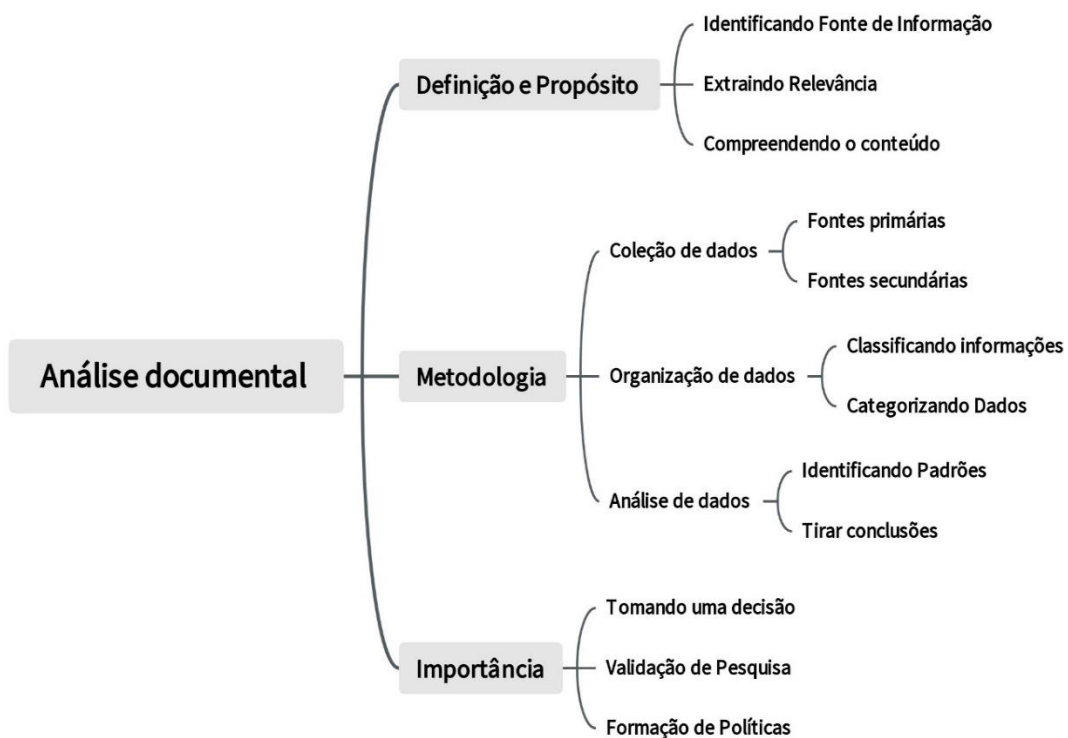 Análise documental
Definição e Propósito
Identificando Fonte de Informação
Extraindo Relevância
Compreendendo o conteúdo
Metodologia
Coleção de dados
Fontes primárias
Fontes secundárias
Organização de dados
Classificando informações
Categorizando Dados
Análise de dados
Identificando Padrões
Tirar conclusões
Importância
Tomando uma decisão
Validação de Pesquisa
Formação de Políticas